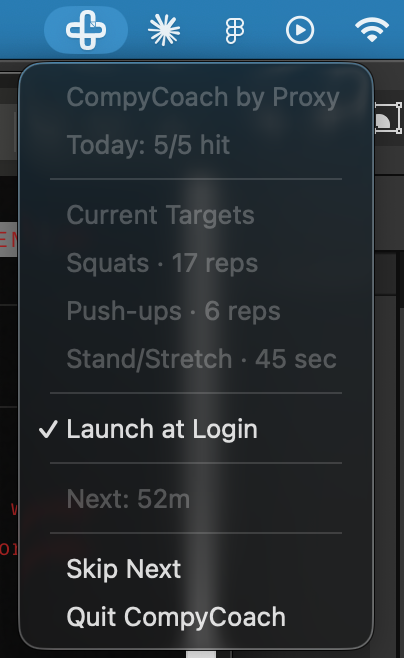 CompyCoach by Proxy
Today: 5/5 hit
Current Targets
Squats · 17 reps
Push-ups · 6 reps
Stand/Stretch · 45 sec
✓ Launch at Login
Next: 52m
Skip Next
Quit CompyCoach